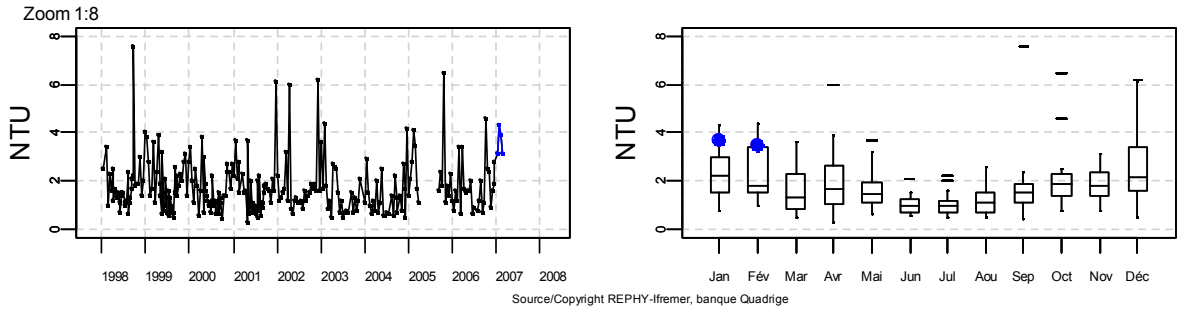 Zoom 1:8
NTU
8
6
4
2
0
1998 1999 2000 2001 2002 2003 2004 2005 2006 2007 2008
NTU
8
6
4
2
0
Jan Fév Mar Avr Mai Jun Jul Aou Sep Oct Nov Déc
Source/Copyright REPHY-Ifremer, banque Quadrige